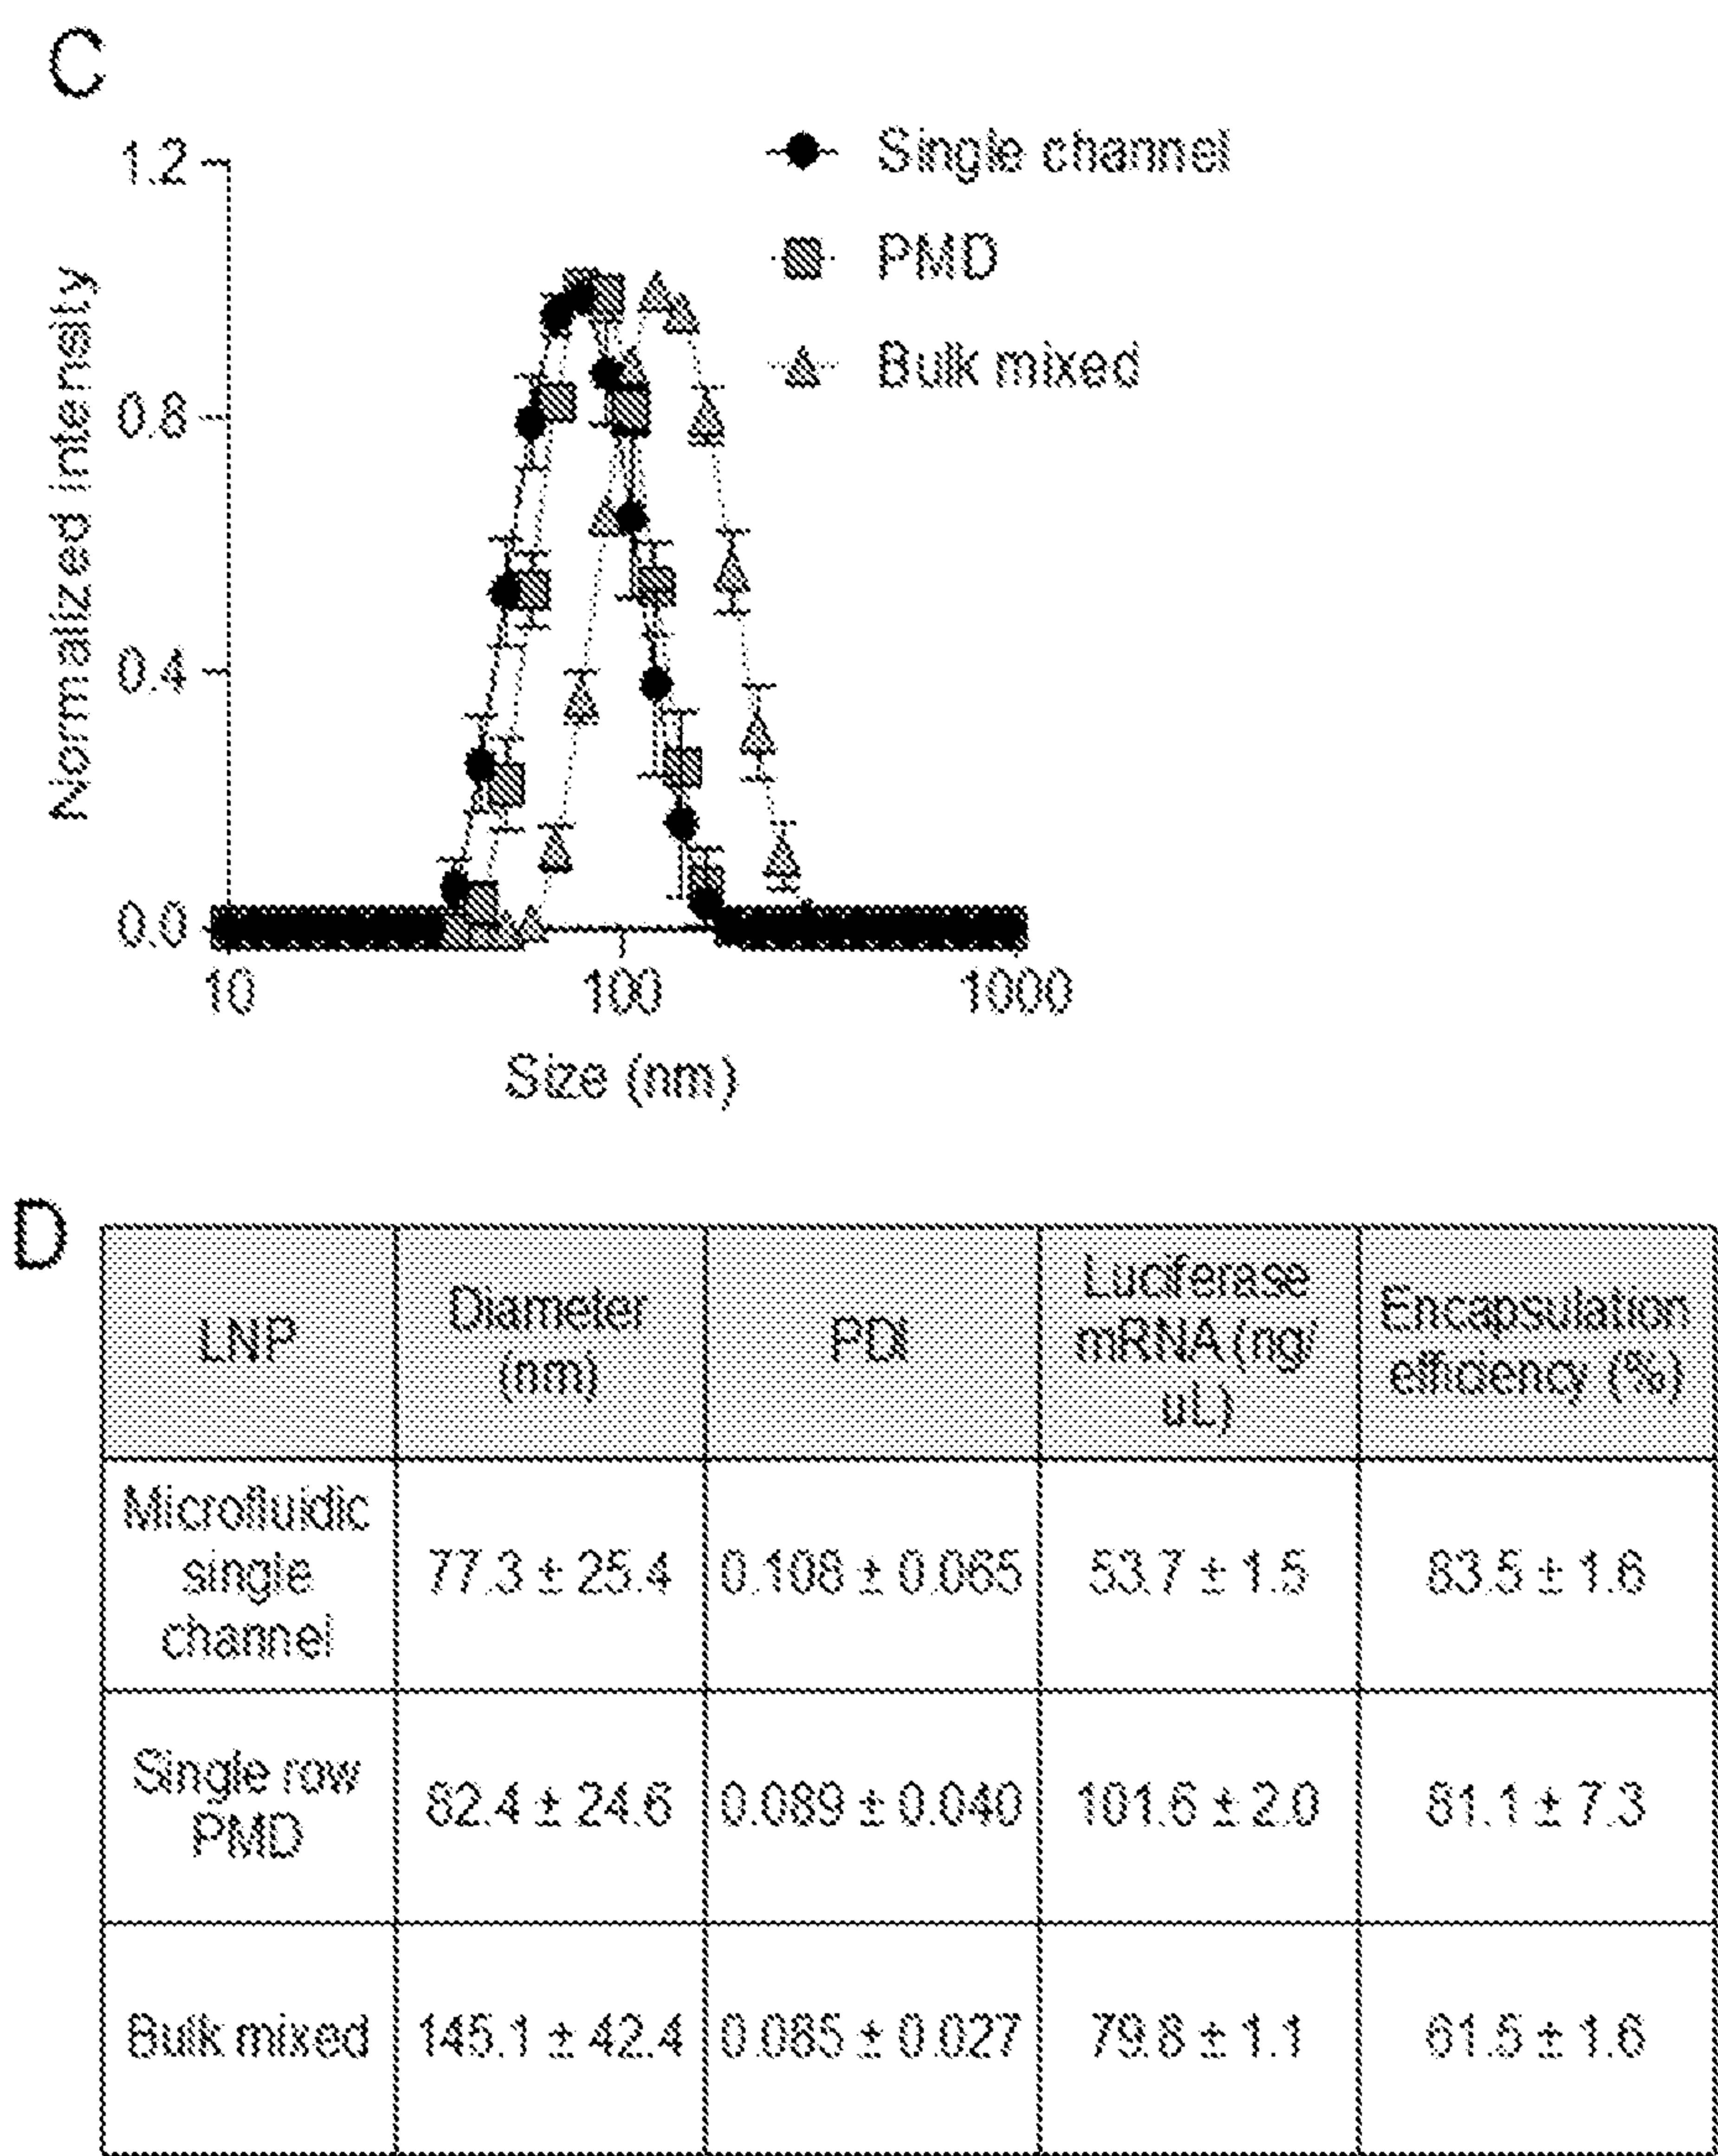 C
1.2
0.8
0.4
0.0
Normalized intensity
Single channel
PMD
Bulk mixed
10
100
1000
Size (nm)
D
LNP
Diameter
(nm)
PDI
Luciferase
mRNA (ng/
uL)
Encapsulation
efficiency (%)
Microfluidic
single
channel
77.3 ± 25.4
0.108 ± 0.065
53.7 ± 1.5
83.5 ± 1.6
Single row
PMD
82.4 ± 24.6
0.089 ± 0.040
101.6 ± 2.0
81.1 ± 7.3
Bulk mixed
145.1 ± 42.4
0.085 ± 0.027
79.8 ± 1.1
61.5 ± 1.6